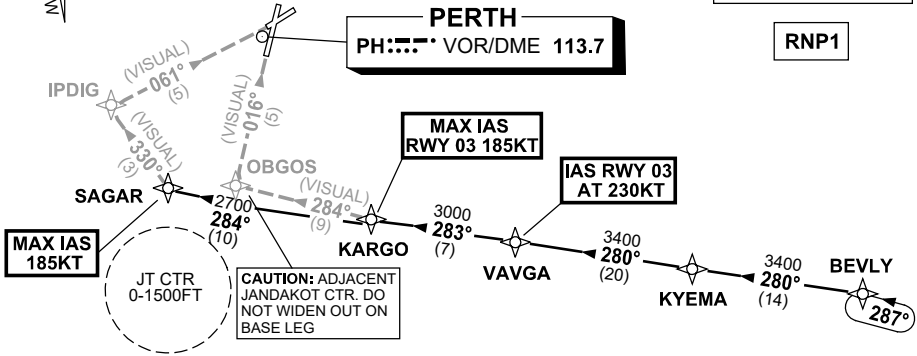 PERTH
PH VOR/DME 113.7
RNP1
IPDIG
(VISUAL)
061°
(5)
(VISUAL)
016°
(5)
(VISUAL)
330°
(3)
OBGOS
(VISUAL)
284°
(9)
MAX IAS
RWY 03 185KT
IAS RWY 03
AT 230KT
SAGAR
2700
284°
(10)
KARGO
3000
283°
(7)
VAVGA
3400
280°
(20)
KYEMA
3400
280°
(14)
BEVLY
287°
MAX IAS
185KT
JT CTR
0-1500FT
CAUTION: ADJACENT
JANDAKOT CTR. DO
NOT WIDEN OUT ON
BASE LEG